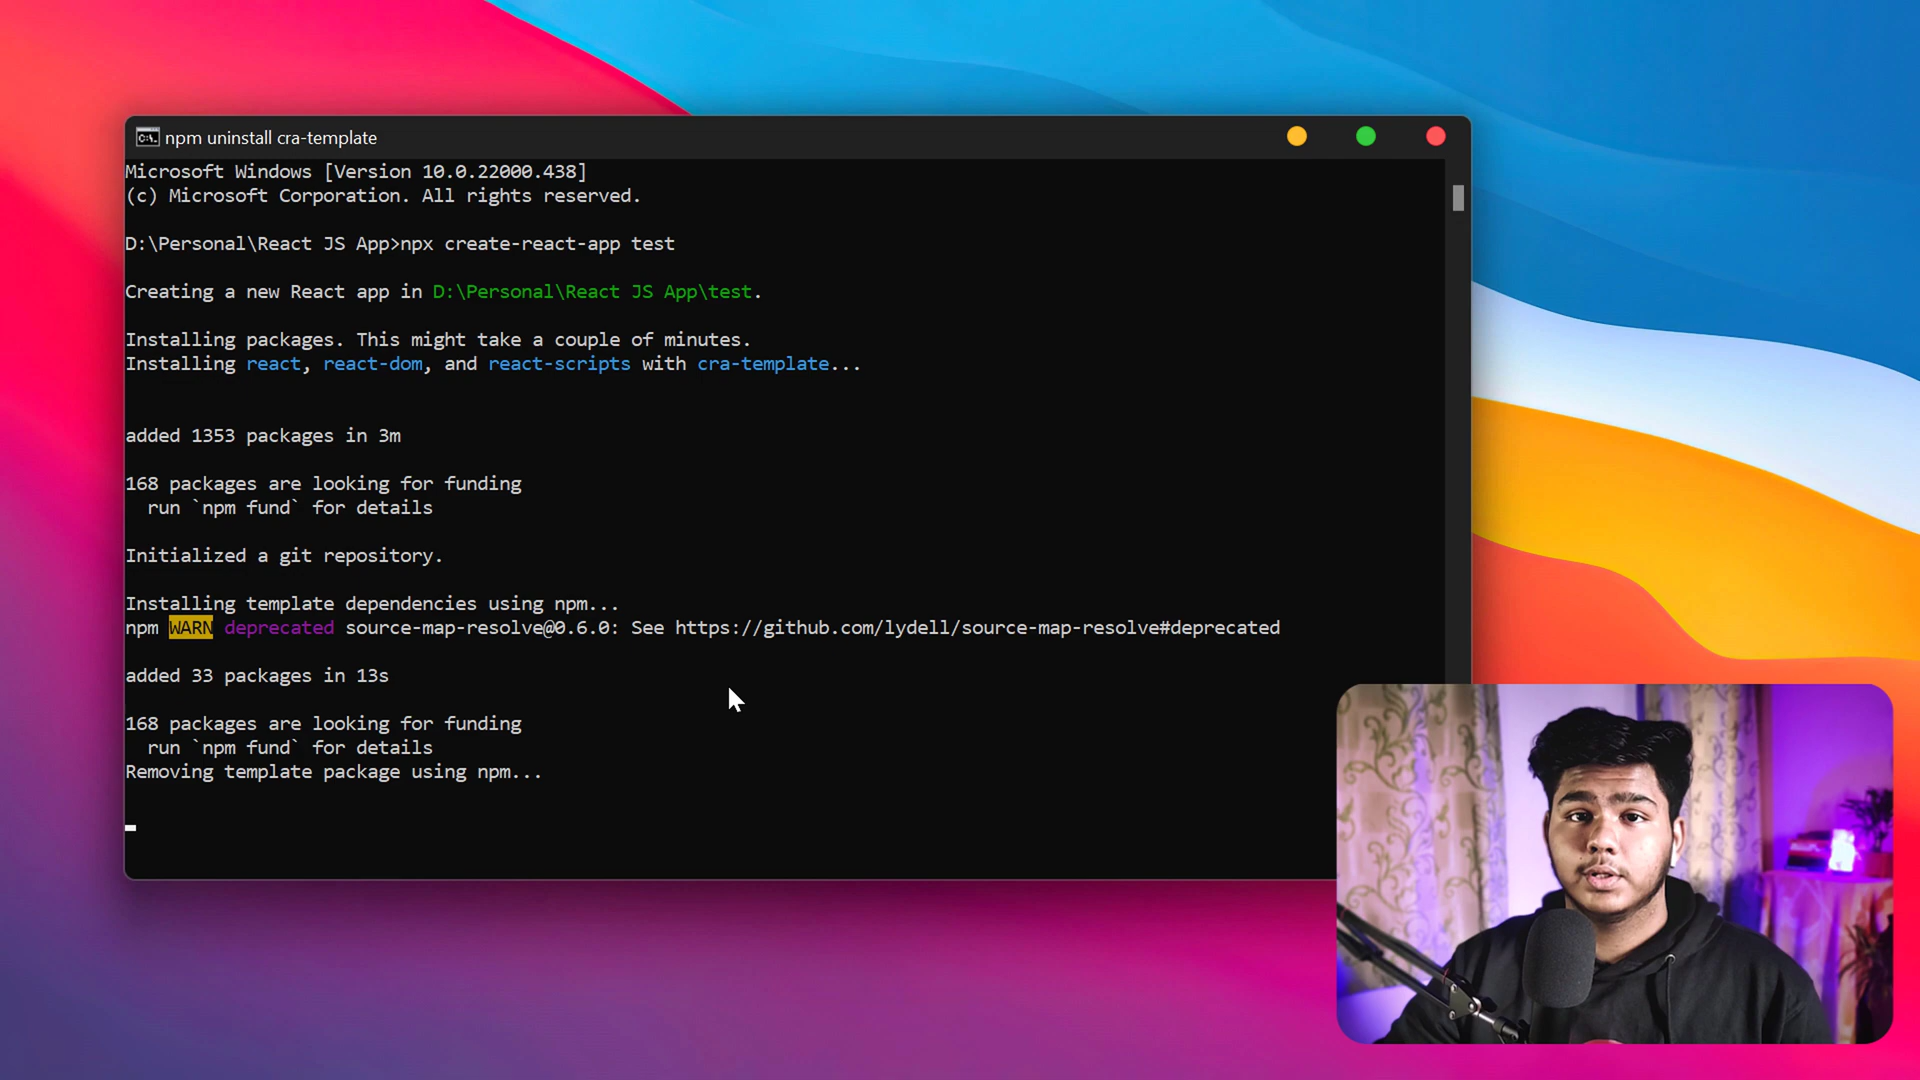 npm uninstall cra-template
Microsoft Windows [Version 10.0.22000.438]
(c) Microsoft Corporation. All rights reserved.
D:\Personal\React JS App>npx create-react-app test
Creating a new React app in D:\Personal\React JS App\test.
Installing packages. This might take a couple of minutes.
Installing react, react-dom, and react-scripts with cra-template...
added 1353 packages in 3m
168 packages are looking for funding
run `npm fund` for details
Initialized a git repository.
Installing template dependencies using npm...
npm WARN deprecated source-map-resolve@0.6.0: See https://github.com/lydell/source-map-resolve#deprecated
added 33 packages in 13s
168 packages are looking for funding
run `npm fund` for details
Removing template package using npm...